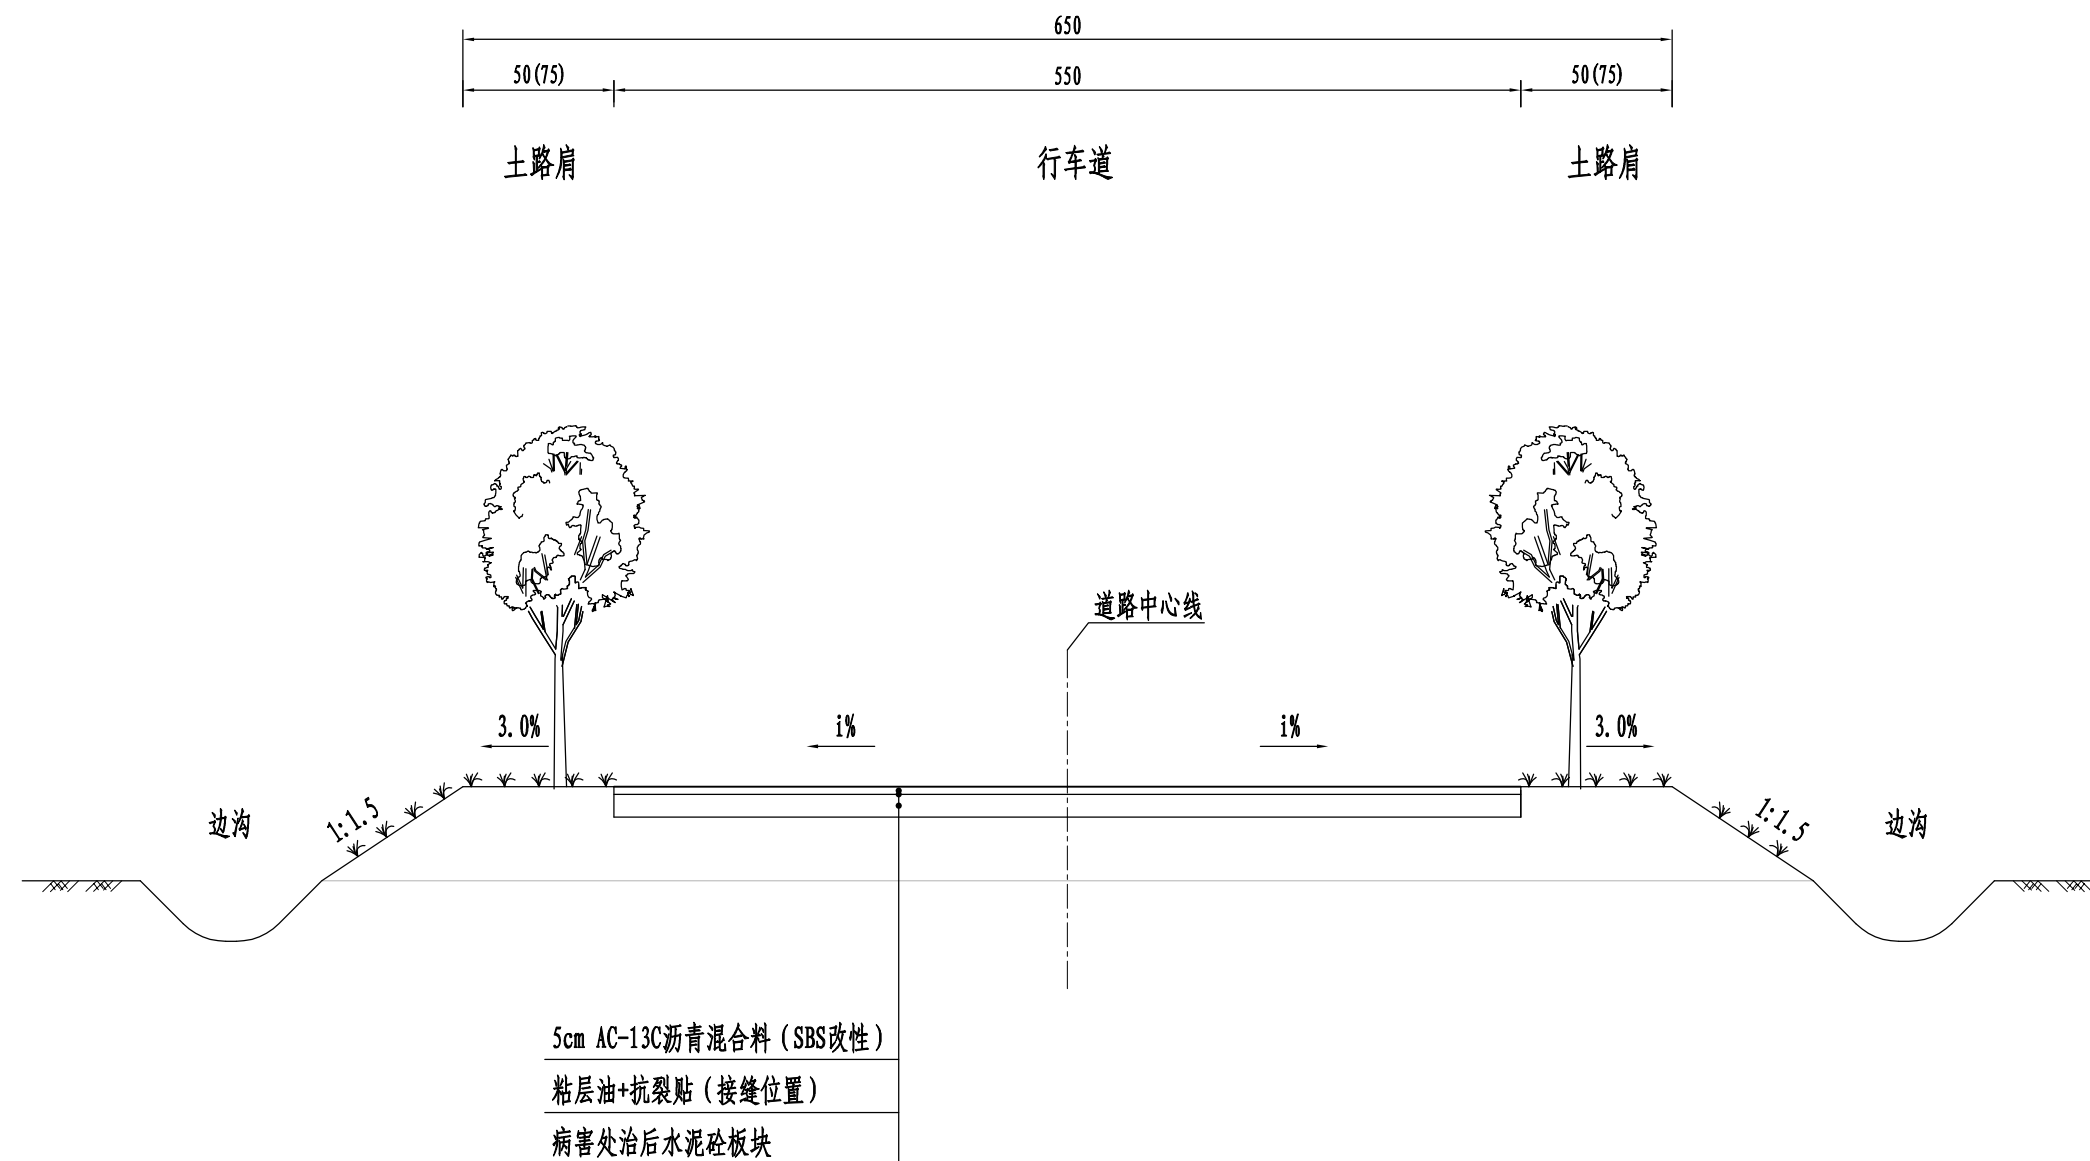 650
50(75) 550 50(75)
土路肩 行车道 土路肩
道路中心线
3.0% i% i% 3.0%
边沟 1:1.5 1:1.5 边沟
5cm AC-13C沥青混合料（SBS改性）
粘层油+抗裂贴（接缝位置）
病害处治后水泥砼板块